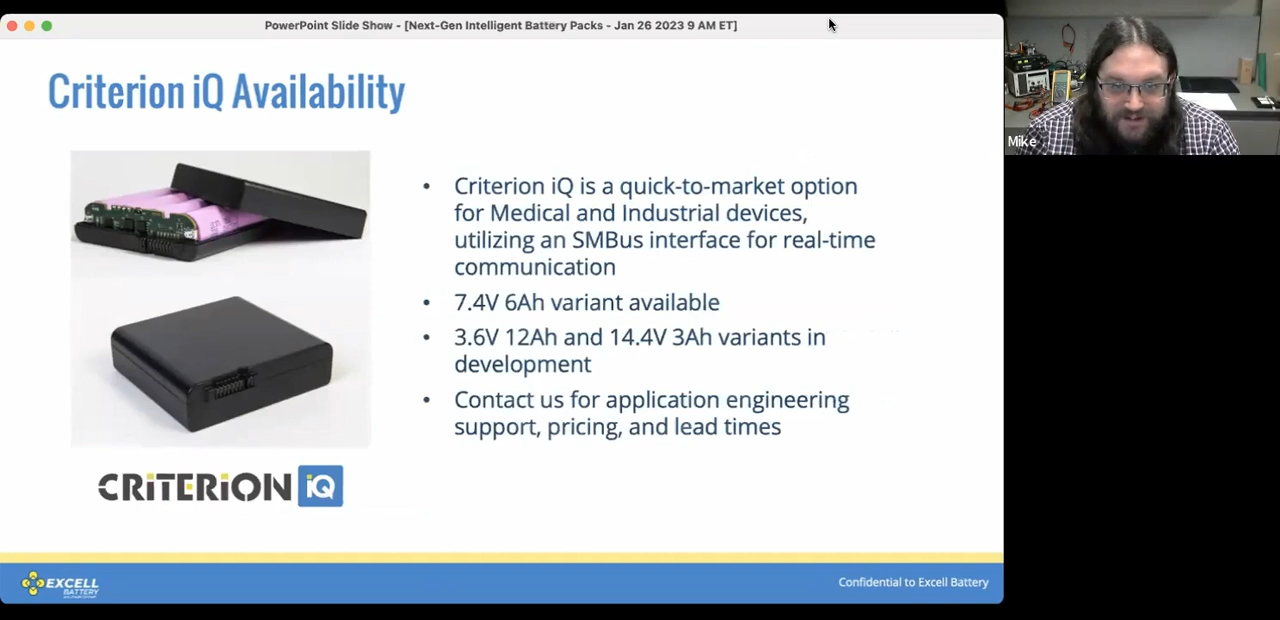 PowerPoint Slide Show - [Next-Gen Intelligent Battery Packs - Jan 26 2023 9 AM ET]
Criterion iQ Availability
Mike
• Criterion iQ is a quick-to-market option
for Medical and Industrial devices,
utilizing an SMBus interface for real-time
communication
• 7.4V 6Ah variant available
• 3.6V 12Ah and 14.4V 3Ah variants in
development
• Contact us for application engineering
support, pricing, and lead times
CRiTERiON iQ
EXCELL
BATTERY
Confidential to Excell Battery